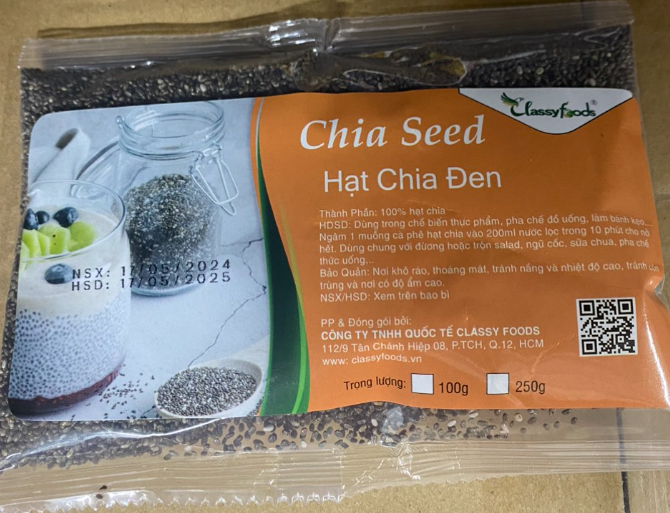 Classyfoods®
Chia Seed
Hạt Chia Đen
Thành Phần: 100% hạt chia
HDSD: Dùng trong chế biến thực phẩm, pha chế đồ uống, làm bánh kẹo...
Ngâm 1 muỗng cà phê hạt chia vào 200ml nước lọc trong 10 phút cho nở
hết. Dùng chung với đường hoặc trộn salad, ngũ cốc, sữa chua, pha chế
thức uống...
Bảo Quản: Nơi khô ráo, thoáng mát, tránh nắng và nhiệt độ cao, tránh côn
trùng và nơi có độ ẩm cao.
NSX/HSD: Xem trên bao bì
NSX: 17/05/2024
HSD: 17/05/2025
PP & Đóng gói bởi:
CÔNG TY TNHH QUỐC TẾ CLASSY FOODS
112/9 Tân Chánh Hiệp 08, P.TCH, Q.12, HCM
www: classyfoods.vn
Trọng lượng: 100g 250g